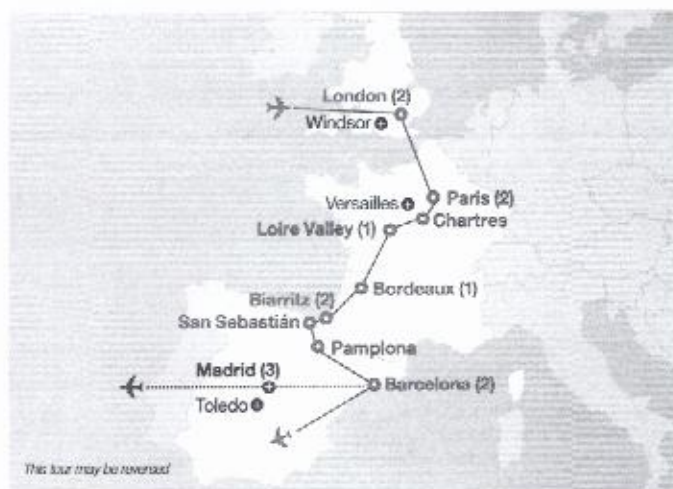 London (2)
Windsor
Versailles
Paris (2)
Chartres
Loire Valley (1)
Bordeaux (1)
Biarritz (2)
San Sebastián
Pamplona
Madrid (3)
Barcelona (2)
Toledo
This tour may be reversed